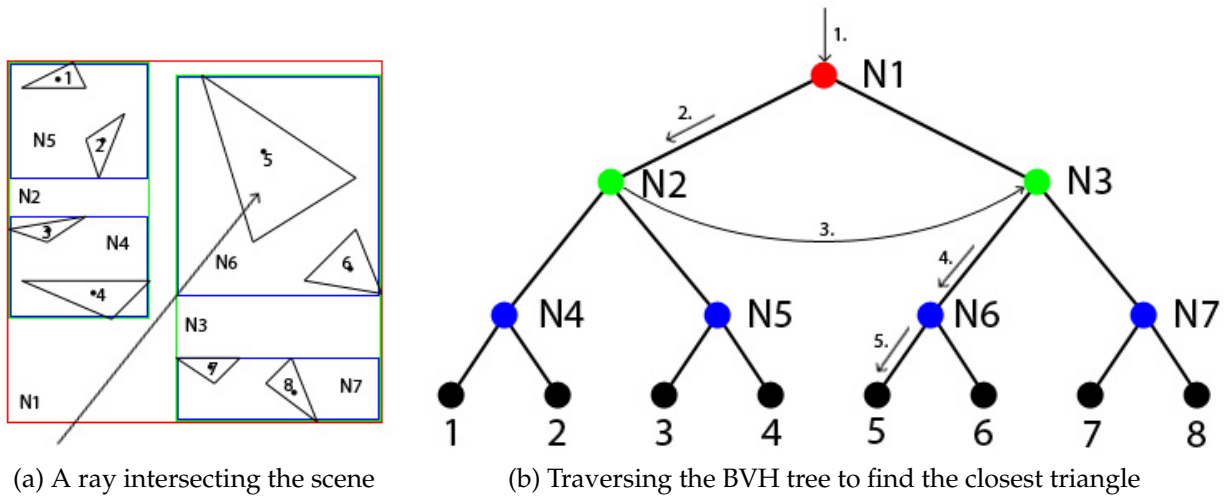 1
2
N5
N2
3
N4
4
5
N6
6
N3
7
8
N7
N1
(a) A ray intersecting the scene
1.
N1
2.
N2
N3
3.
4.
N4
N5
N6
N7
5.
1 2 3 4 5 6 7 8
(b) Traversing the BVH tree to find the closest triangle